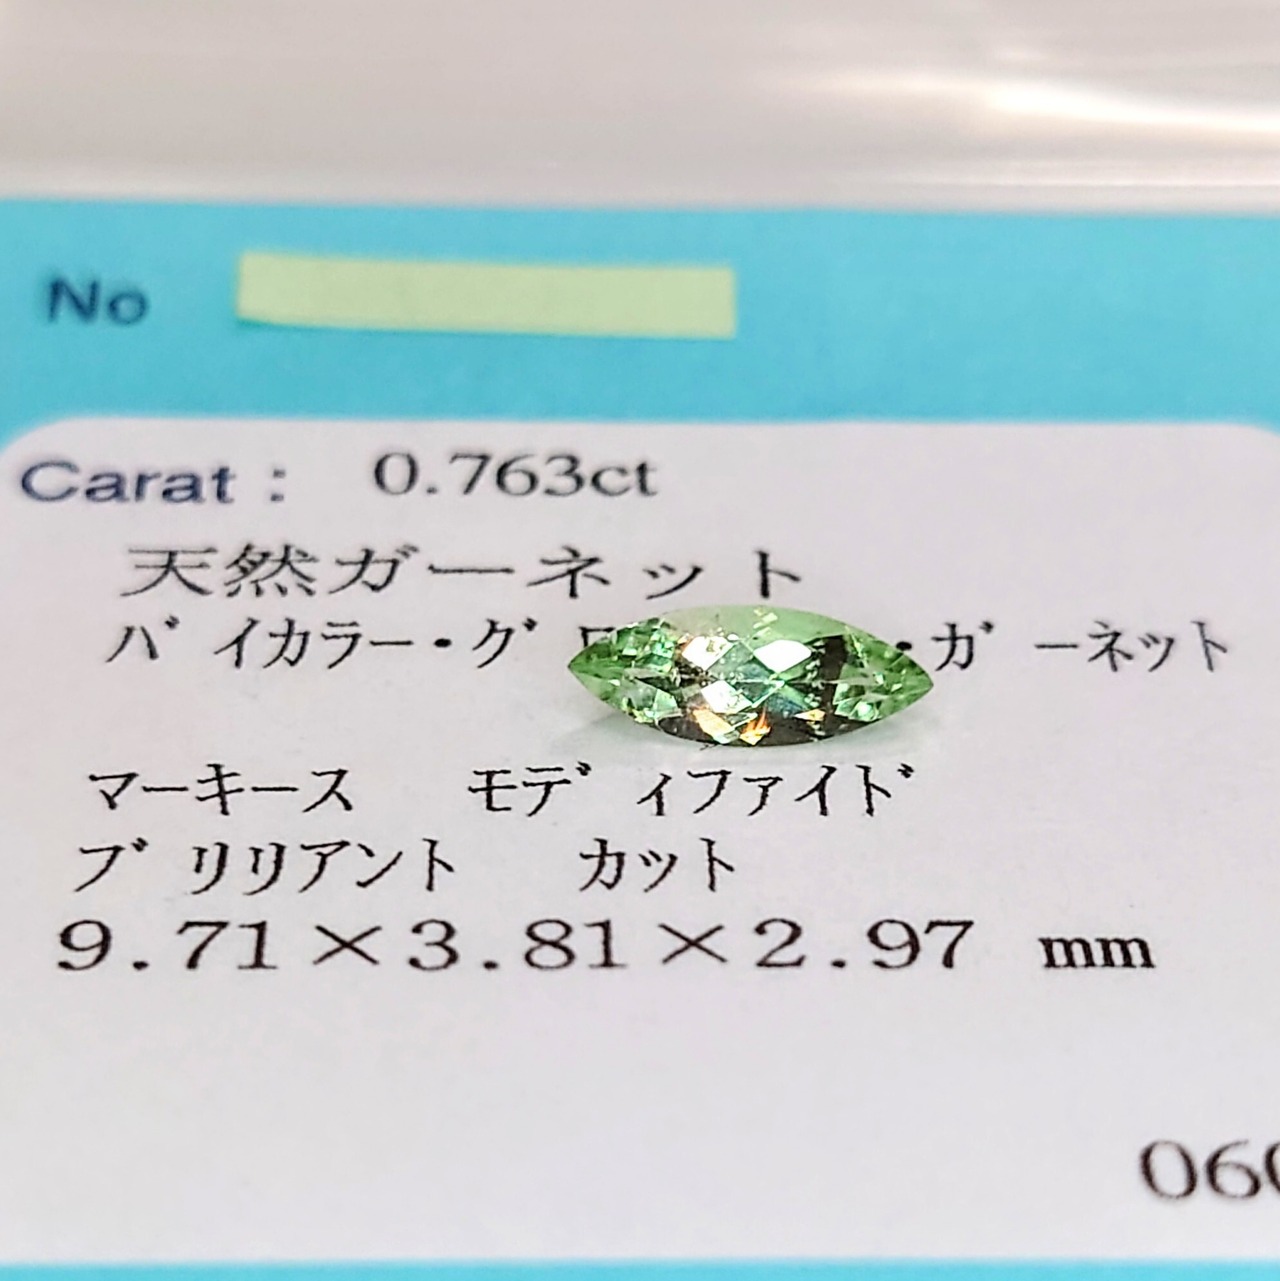 No
Carat : 0.763ct
天然ガーネット
バイカラー・グ ・ガーネット
マーキース モディファイド
ブリリアント カット
9.71×3.81×2.97 mm
060